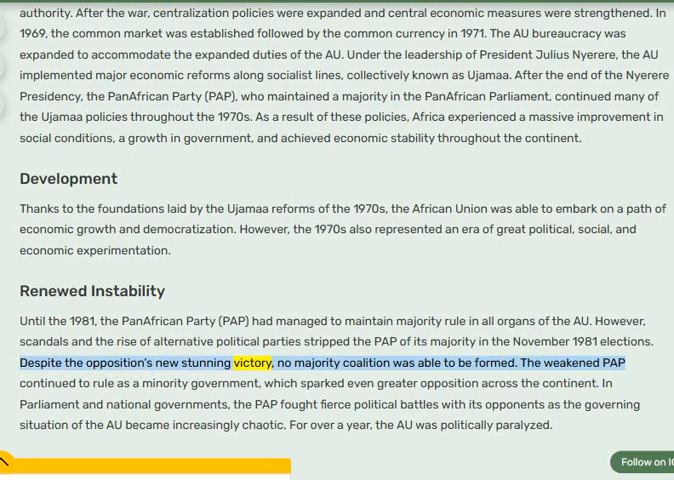 authority. After the war, centralization policies were expanded and central economic measures were strengthened. In
1969, the common market was established followed by the common currency in 1971. The AU bureaucracy was
expanded to accommodate the expanded duties of the AU. Under the leadership of President Julius Nyerere, the AU
implemented major economic reforms along socialist lines, collectively known as Ujamaa. After the end of the Nyerere
Presidency, the PanAfrican Party (PAP), who maintained a majority in the PanAfrican Parliament, continued many of
the Ujamaa policies throughout the 1970s. As a result of these policies, Africa experienced a massive improvement in
social conditions, a growth in government, and achieved economic stability throughout the continent.
Development
Thanks to the foundations laid by the Ujamaa reforms of the 1970s, the African Union was able to embark on a path of
economic growth and democratization. However, the 1970s also represented an era of great political, social, and
economic experimentation.
Renewed Instability
Until the 1981, the PanAfrican Party (PAP) had managed to maintain majority rule in all organs of the AU. However,
scandals and the rise of alternative political parties stripped the PAP of its majority in the November 1981 elections.
Despite the opposition's new stunning victory, no majority coalition was able to be formed. The weakened PAP
continued to rule as a minority government, which sparked even greater opposition across the continent. In
Parliament and national governments, the PAP fought fierce political battles with its opponents as the governing
situation of the AU became increasingly chaotic. For over a year, the AU was politically paralyzed.
Follow on